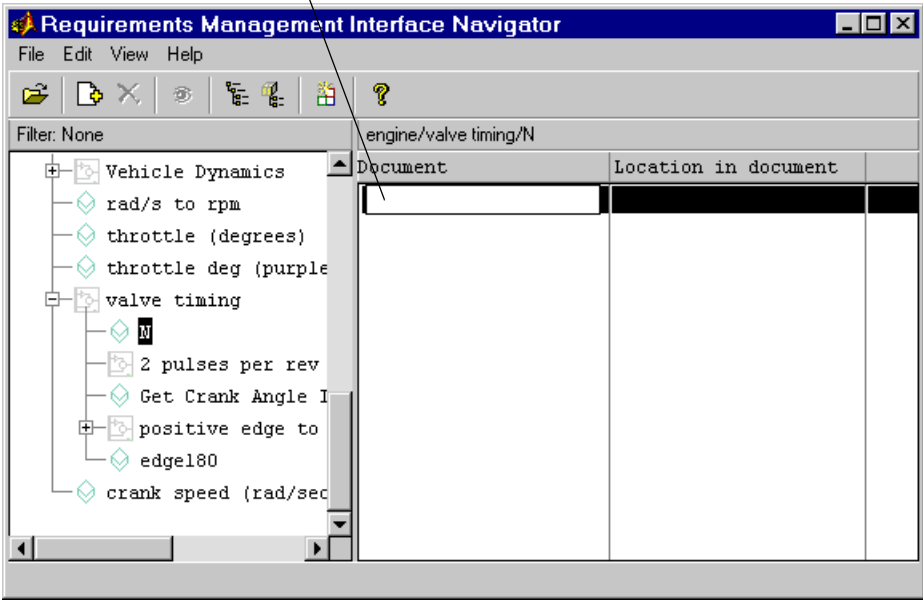 Requirements Management Interface Navigator
File Edit View Help
Filter: None
engine/valve timing/N
Document Location in document
Vehicle Dynamics
rad/s to rpm
throttle (degrees)
throttle deg (purple
valve timing
N
2 pulses per rev
Get Crank Angle I
positive edge to
edge180
crank speed (rad/sec